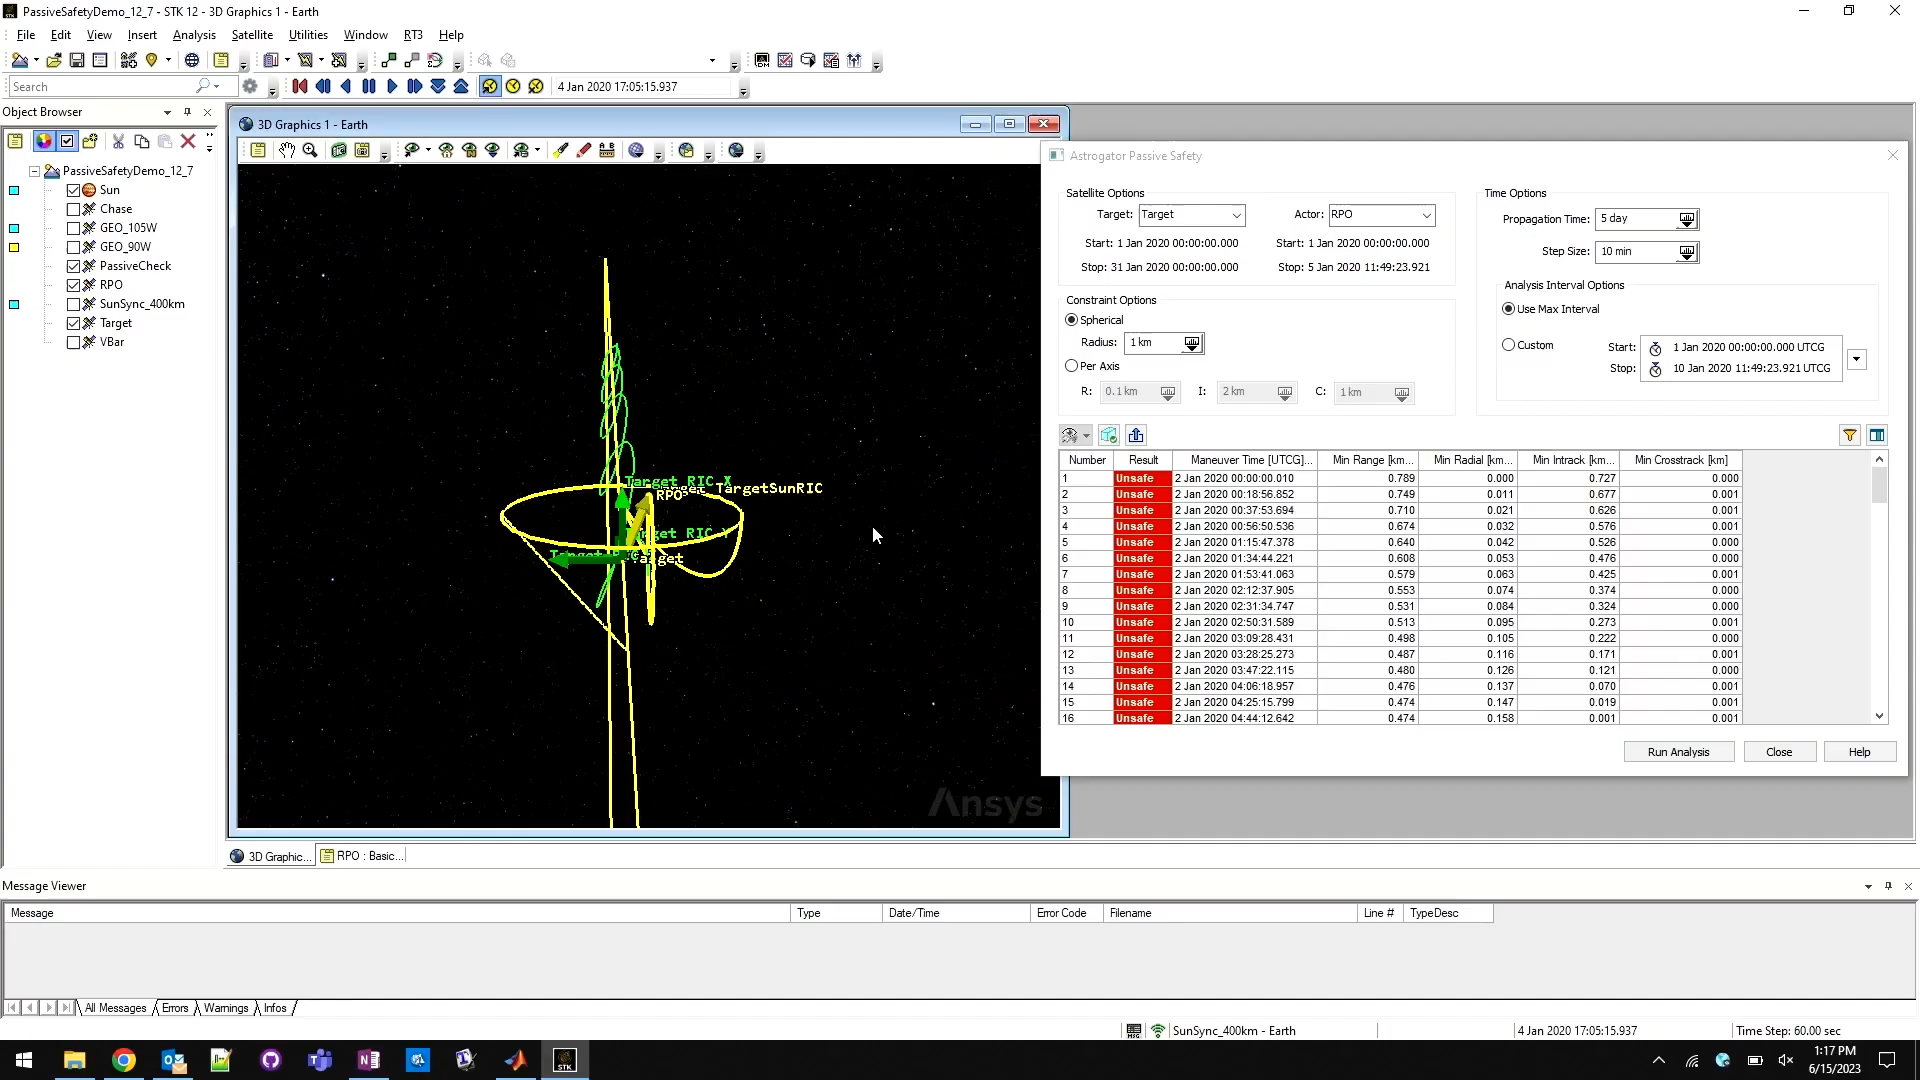 PassiveSafetyDemo_12_7 - STK 12 - 3D Graphics 1 - Earth
File Edit View Insert Analysis Satellite Utilities Window RT3 Help
Search
4 Jan 2020 17:05:15.937
Object Browser
PassiveSafetyDemo_12_7
Sun
Chase
GEO_105W
GEO_90W
PassiveCheck
RPO
SunSync_400km
Target
VBar
3D Graphics 1 - Earth
Target RIC X
RPO
TargetSunRIC
Target RIC Y
Target
Ansys
3D Graphic...
RPO : Basic...
Astrogator Passive Safety
Satellite Options
Target: Target
Actor: RPO
Start: 1 Jan 2020 00:00:00.000
Start: 1 Jan 2020 00:00:00.000
Stop: 31 Jan 2020 00:00:00.000
Stop: 5 Jan 2020 11:49:23.921
Constraint Options
Spherical
Radius: 1 km
Per Axis
R: 0.1 km I: 2 km C: 1 km
Time Options
Propagation Time: 5 day
Step Size: 10 min
Analysis Interval Options
Use Max Interval
Custom
Start: 1 Jan 2020 00:00:00.000 UTCG
Stop: 10 Jan 2020 11:49:23.921 UTCG
Number Result Maneuver Time [UTCG]... Min Range [km... Min Radial [km... Min Intrack [km... Min Crosstrack [km]
1 Unsafe 2 Jan 2020 00:00:00.010 0.789 0.000 0.727 0.000
2 Unsafe 2 Jan 2020 00:18:56.852 0.749 0.011 0.677 0.001
3 Unsafe 2 Jan 2020 00:37:53.694 0.710 0.021 0.626 0.001
4 Unsafe 2 Jan 2020 00:56:50.536 0.674 0.032 0.576 0.001
5 Unsafe 2 Jan 2020 01:15:47.378 0.640 0.042 0.526 0.000
6 Unsafe 2 Jan 2020 01:34:44.221 0.608 0.053 0.476 0.000
7 Unsafe 2 Jan 2020 01:53:41.063 0.579 0.063 0.425 0.001
8 Unsafe 2 Jan 2020 02:12:37.905 0.553 0.074 0.374 0.000
9 Unsafe 2 Jan 2020 02:31:34.747 0.531 0.084 0.324 0.000
10 Unsafe 2 Jan 2020 02:50:31.589 0.513 0.095 0.273 0.001
11 Unsafe 2 Jan 2020 03:09:28.431 0.498 0.105 0.222 0.000
12 Unsafe 2 Jan 2020 03:28:25.273 0.487 0.116 0.171 0.001
13 Unsafe 2 Jan 2020 03:47:22.115 0.480 0.126 0.121 0.000
14 Unsafe 2 Jan 2020 04:06:18.957 0.476 0.137 0.070 0.001
15 Unsafe 2 Jan 2020 04:25:15.799 0.474 0.147 0.019 0.001
16 Unsafe 2 Jan 2020 04:44:12.642 0.474 0.158 0.001 0.001
Run Analysis Close Help
Message Viewer
Message Type Date/Time Error Code Filename Line # TypeDesc
All Messages Errors Warnings Infos
SunSync_400km - Earth
4 Jan 2020 17:05:15.937
Time Step: 60.00 sec
1:17 PM
6/15/2023